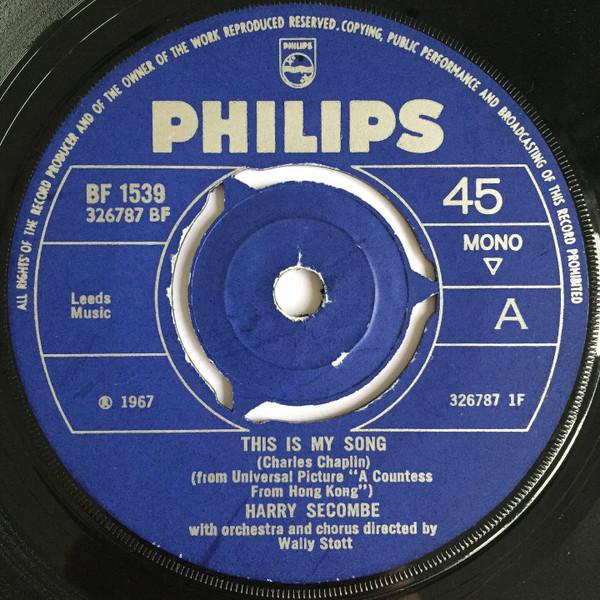 ALL RIGHTS OF THE RECORD PRODUCER AND OF THE OWNER OF THE WORK REPRODUCED RESERVED. COPYING, PUBLIC PERFORMANCE AND BROADCASTING OF THIS RECORD PROHIBITED
PHILIPS
PHILIPS
BF 1539
326787 BF
45
MONO
Leeds
Music
A
℗ 1967
326787 1F
THIS IS MY SONG
(Charles Chaplin)
(from Universal Picture "A Countess
From Hong Kong")
HARRY SECOMBE
with orchestra and chorus directed by
Wally Stott